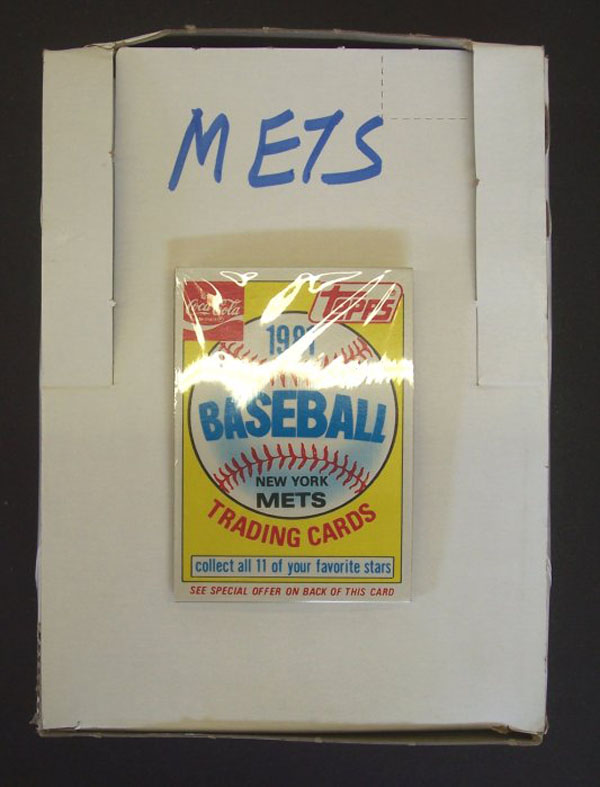 METS
Coca-Cola
TOPPS
1981
BASEBALL
NEW YORK
METS
TRADING CARDS
collect all 11 of your favorite stars
SEE SPECIAL OFFER ON BACK OF THIS CARD